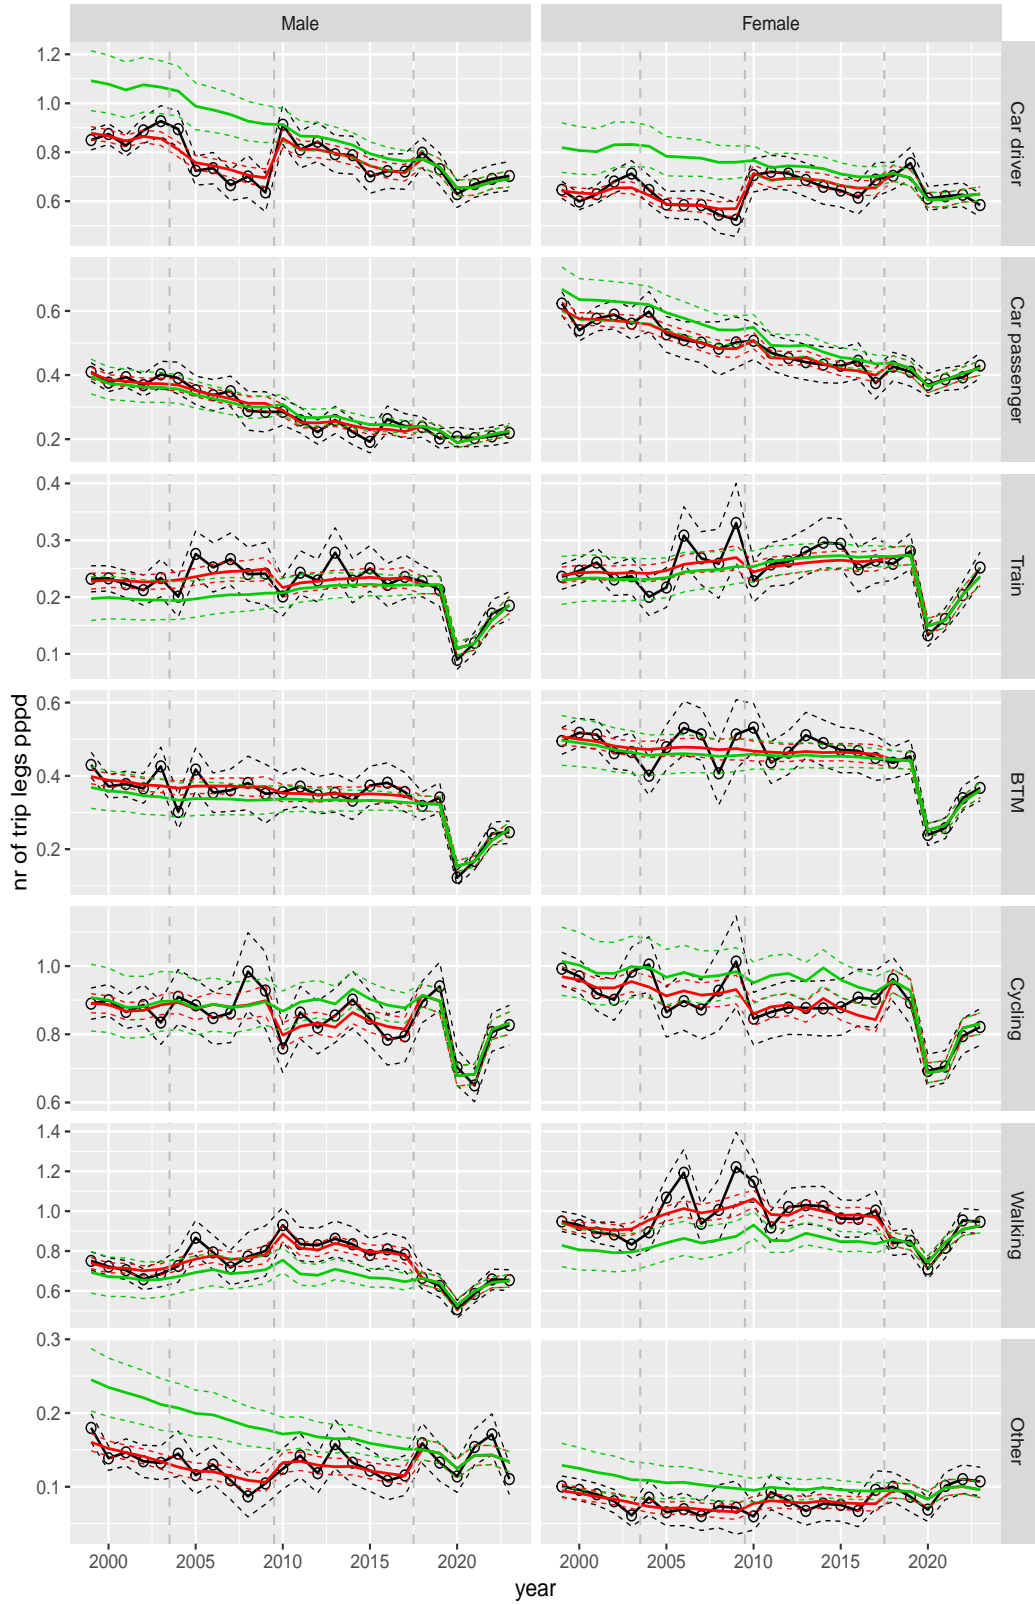 Male Female
1.2
1.0
0.8
0.6
Car driver
0.6
0.4
0.2
Car passenger
0.4
0.3
0.2
0.1
Train
0.6
0.4
0.2
BTM
1.0
0.8
0.6
Cycling
1.4
1.2
1.0
0.8
0.6
Walking
0.3
0.2
0.1
Other
nr of trip legs pppd
2000 2005 2010 2015 2020 2000 2005 2010 2015 2020
year